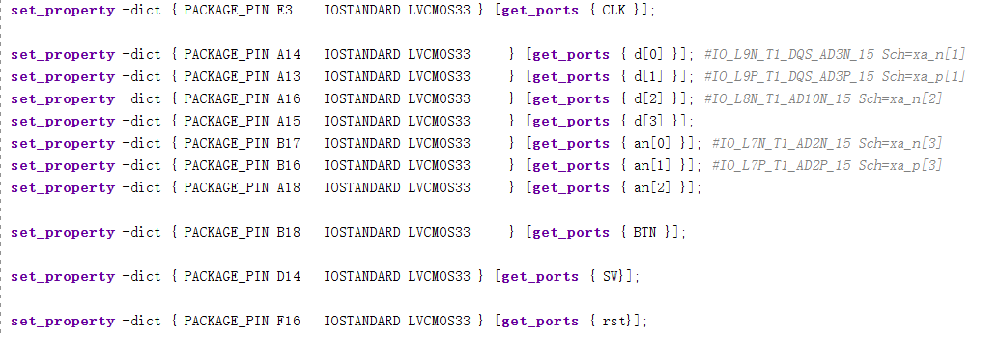 set_property -dict { PACKAGE_PIN E3    IOSTANDARD LVCMOS33 } [get_ports { CLK }];
set_property -dict { PACKAGE_PIN A14   IOSTANDARD LVCMOS33     } [get_ports { d[0] }]; #IO_L9N_T1_DQS_AD3N_15 Sch=xa_n[1]
set_property -dict { PACKAGE_PIN A13   IOSTANDARD LVCMOS33     } [get_ports { d[1] }]; #IO_L9P_T1_DQS_AD3P_15 Sch=xa_p[1]
set_property -dict { PACKAGE_PIN A16   IOSTANDARD LVCMOS33     } [get_ports { d[2] }]; #IO_L8N_T1_AD10N_15 Sch=xa_n[2]
set_property -dict { PACKAGE_PIN A15   IOSTANDARD LVCMOS33     } [get_ports { d[3] }];
set_property -dict { PACKAGE_PIN B17   IOSTANDARD LVCMOS33     } [get_ports { an[0] }]; #IO_L7N_T1_AD2N_15 Sch=xa_n[3]
set_property -dict { PACKAGE_PIN B16   IOSTANDARD LVCMOS33     } [get_ports { an[1] }]; #IO_L7P_T1_AD2P_15 Sch=xa_p[3]
set_property -dict { PACKAGE_PIN A18   IOSTANDARD LVCMOS33     } [get_ports { an[2] }];
set_property -dict { PACKAGE_PIN B18   IOSTANDARD LVCMOS33     } [get_ports { BTN }];
set_property -dict { PACKAGE_PIN D14   IOSTANDARD LVCMOS33 } [get_ports { SW}];
set_property -dict { PACKAGE_PIN F16   IOSTANDARD LVCMOS33 } [get_ports { rst}];